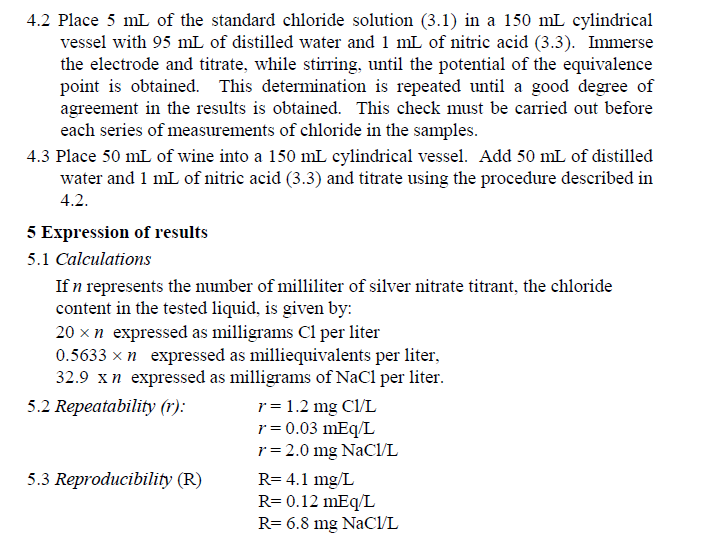 4.2 Place 5 mL of the standard chloride solution (3.1) in a 150 mL cylindrical
vessel with 95 mL of distilled water and 1 mL of nitric acid (3.3). Immerse
the electrode and titrate, while stirring, until the potential of the equivalence
point is obtained. This determination is repeated until a good degree of
agreement in the results is obtained. This check must be carried out before
each series of measurements of chloride in the samples.
4.3 Place 50 mL of wine into a 150 mL cylindrical vessel. Add 50 mL of distilled
water and 1 mL of nitric acid (3.3) and titrate using the procedure described in
4.2.
5 Expression of results
5.1 Calculations
If n represents the number of milliliter of silver nitrate titrant, the chloride
content in the tested liquid, is given by:
20 × n expressed as milligrams Cl per liter
0.5633 × n expressed as milliequivalents per liter,
32.9 x n expressed as milligrams of NaCl per liter.
5.2 Repeatability (r): r = 1.2 mg Cl/L
r = 0.03 mEq/L
r = 2.0 mg NaCl/L
5.3 Reproducibility (R) R= 4.1 mg/L
R= 0.12 mEq/L
R= 6.8 mg NaCl/L